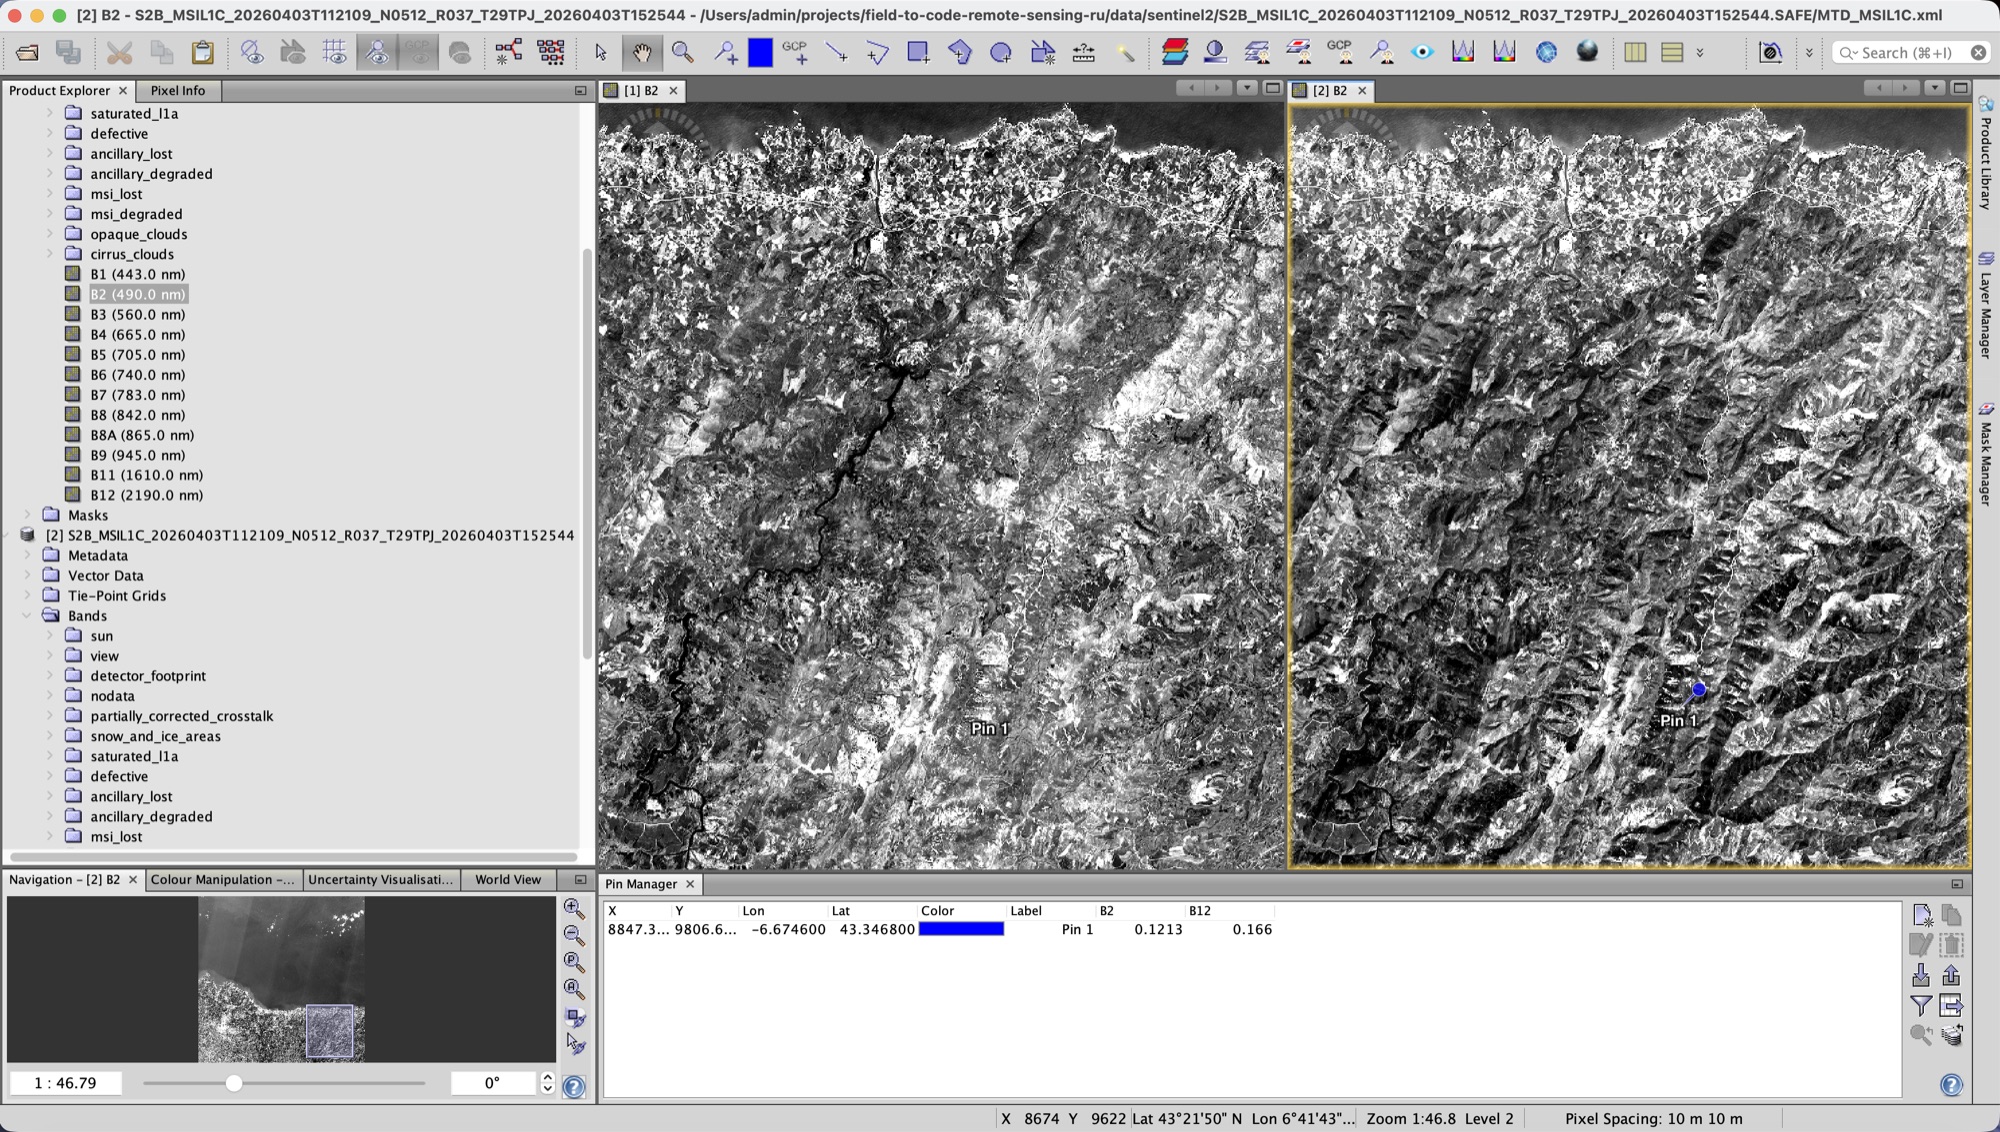 [2] B2 - S2B_MSIL1C_20260403T112109_N0512_R037_T29TPJ_20260403T152544 - /Users/admin/projects/field-to-code-remote-sensing-ru/data/sentinel2/S2B_MSIL1C_20260403T112109_N0512_R037_T29TPJ_20260403T152544.SAFE/MTD_MSIL1C.xml
GCP
GCP
GCP
Search (⌘+I)
Product Explorer
Pixel Info
saturated_l1a
defective
ancillary_lost
ancillary_degraded
msi_lost
msi_degraded
opaque_clouds
cirrus_clouds
B1 (443.0 nm)
B2 (490.0 nm)
B3 (560.0 nm)
B4 (665.0 nm)
B5 (705.0 nm)
B6 (740.0 nm)
B7 (783.0 nm)
B8 (842.0 nm)
B8A (865.0 nm)
B9 (945.0 nm)
B11 (1610.0 nm)
B12 (2190.0 nm)
Masks
[2] S2B_MSIL1C_20260403T112109_N0512_R037_T29TPJ_20260403T152544
Metadata
Vector Data
Tie-Point Grids
Bands
sun
view
detector_footprint
nodata
partially_corrected_crosstalk
snow_and_ice_areas
saturated_l1a
defective
ancillary_lost
ancillary_degraded
msi_lost
[1] B2
Pin 1
[2] B2
Pin 1
Product Library
Layer Manager
Mask Manager
Navigation - [2] B2
Colour Manipulation -...
Uncertainty Visualisati...
World View
1 : 46.79
0°
Pin Manager
X Y Lon Lat Color Label B2 B12
8847.3... 9806.6... -6.674600 43.346800 Pin 1 0.1213 0.166
X 8674 Y 9622 Lat 43°21'50" N Lon 6°41'43"... Zoom 1:46.8 Level 2 Pixel Spacing: 10 m 10 m